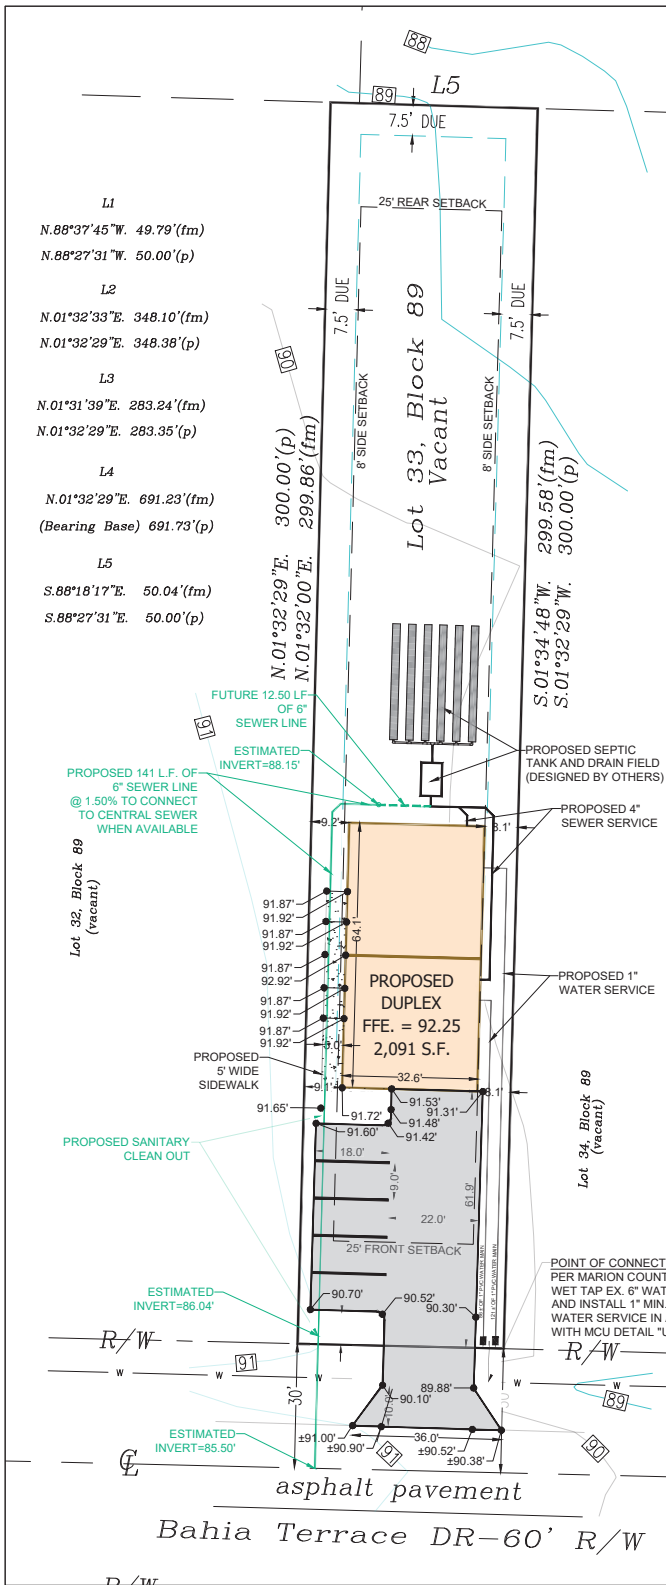 88
89
L5
7.5' DUE
25' REAR SETBACK
L1
N.88°37'45"W. 49.79'(fm)
N.88°27'31"W. 50.00'(p)
L2
N.01°32'33"E. 348.10'(fm)
N.01°32'29"E. 348.38'(p)
L3
N.01°31'39"E. 283.24'(fm)
N.01°32'29"E. 283.35'(p)
L4
N.01°32'29"E. 691.23'(fm)
(Bearing Base) 691.73'(p)
L5
S.88°18'17"E. 50.04'(fm)
S.88°27'31"E. 50.00'(p)
7.5' DUE
7.5' DUE
90
8' SIDE SETBACK
8' SIDE SETBACK
Lot 33, Block 89
Vacant
N.01°32'29"E. 300.00'(p)
N.01°32'00"E. 299.86'(fm)
S.01°34'48"W. 299.58'(fm)
S.01°32'29"W. 300.00'(p)
91
FUTURE 12.50 LF
OF 6"
SEWER LINE
ESTIMATED
INVERT=88.15'
PROPOSED 141 L.F. OF
6" SEWER LINE
@ 1.50% TO CONNECT
TO CENTRAL SEWER
WHEN AVAILABLE
PROPOSED SEPTIC
TANK AND DRAIN FIELD
(DESIGNED BY OTHERS)
PROPOSED 4"
SEWER SERVICE
9.2'
8.1'
Lot 32, Block 89
(vacant)
64.1'
91.87'
91.92'
91.87'
91.92'
91.87'
92.92'
91.87'
91.92'
91.87'
91.92'
PROPOSED
DUPLEX
FFE. = 92.25
2,091 S.F.
PROPOSED 1"
WATER SERVICE
5.0'
PROPOSED
5' WIDE
SIDEWALK
32.6'
9.1'
8.1'
91.53'
91.31'
91.65'
91.72'
91.48'
91.60'
91.42'
Lot 34, Block 89
(vacant)
PROPOSED SANITARY
CLEAN OUT
18.0'
9.0'
61.9'
22.0'
25' FRONT SETBACK
POINT OF CONNECT
PER MARION COUNT
WET TAP EX. 6" WAT
AND INSTALL 1" MIN.
WATER SERVICE IN
WITH MCU DETAIL "U
ESTIMATED
INVERT=86.04'
90.70'
90.52'
90.30'
R/W
R/W
91
W
W
W
W
W
89
30'
89.88'
90.10'
10.0'
±91.00'
±90.90'
36.0'
±90.52'
±90.38'
91
90
ESTIMATED
INVERT=85.50'
CL
asphalt pavement
Bahia Terrace DR-60' R/W
R/W